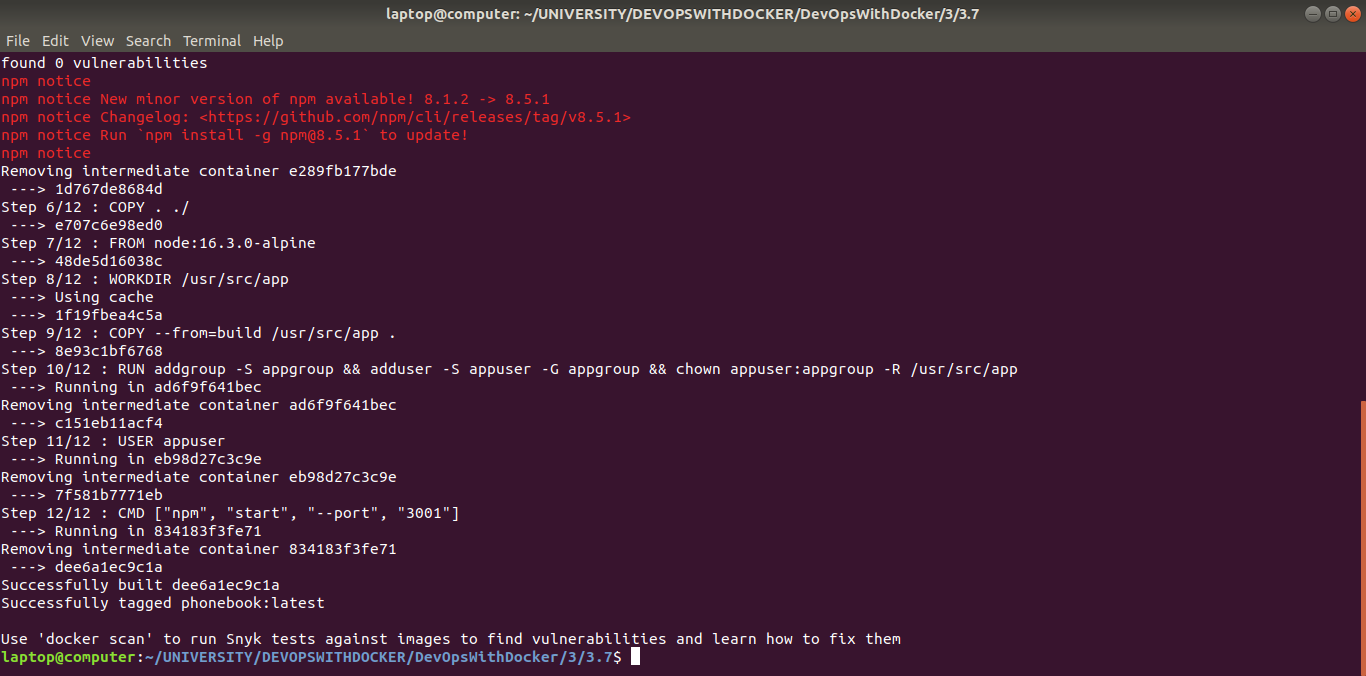 laptop@computer: ~/UNIVERSITY/DEVOPSWITHDOCKER/DevOpsWithDocker/3/3.7
File Edit View Search Terminal Help
found 0 vulnerabilities
npm notice
npm notice New minor version of npm available! 8.1.2 -> 8.5.1
npm notice Changelog: <https://github.com/npm/cli/releases/tag/v8.5.1>
npm notice Run `npm install -g npm@8.5.1` to update!
npm notice
Removing intermediate container e289fb177bde
 ---> 1d767de8684d
Step 6/12 : COPY . ./
 ---> e707c6e98ed0
Step 7/12 : FROM node:16.3.0-alpine
 ---> 48de5d16038c
Step 8/12 : WORKDIR /usr/src/app
 ---> Using cache
 ---> 1f19fbea4c5a
Step 9/12 : COPY --from=build /usr/src/app .
 ---> 8e93c1bf6768
Step 10/12 : RUN addgroup -S appgroup && adduser -S appuser -G appgroup && chown appuser:appgroup -R /usr/src/app
 ---> Running in ad6f9f641bec
Removing intermediate container ad6f9f641bec
 ---> c151eb11acf4
Step 11/12 : USER appuser
 ---> Running in eb98d27c3c9e
Removing intermediate container eb98d27c3c9e
 ---> 7f581b7771eb
Step 12/12 : CMD ["npm", "start", "--port", "3001"]
 ---> Running in 834183f3fe71
Removing intermediate container 834183f3fe71
 ---> dee6a1ec9c1a
Successfully built dee6a1ec9c1a
Successfully tagged phonebook:latest
Use 'docker scan' to run Snyk tests against images to find vulnerabilities and learn how to fix them
laptop@computer:~/UNIVERSITY/DEVOPSWITHDOCKER/DevOpsWithDocker/3/3.7$